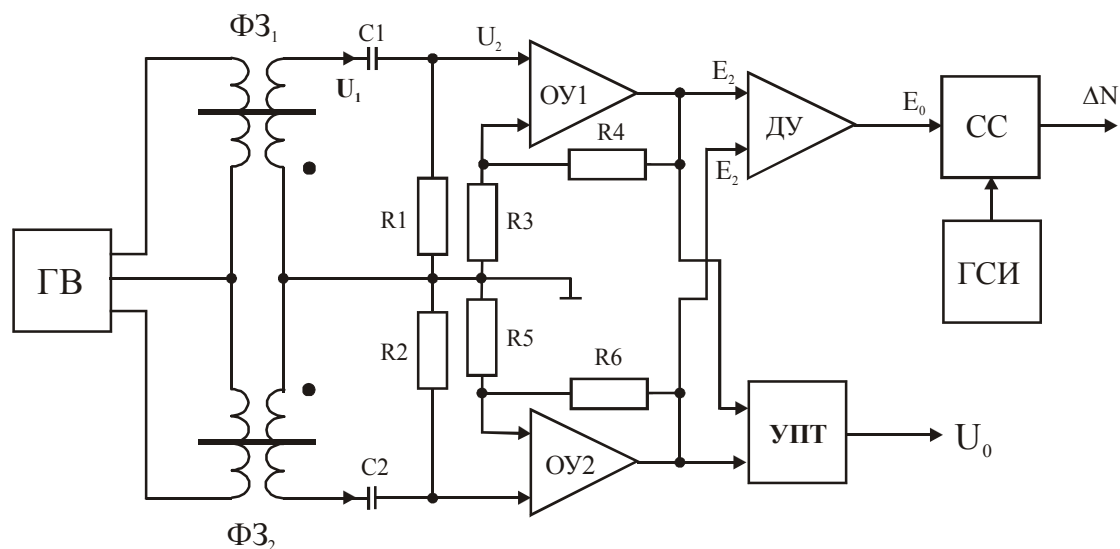 ФЗ₁
C1
U₁
U₂
ОУ1
E₂
ДУ
E₀
СС
ΔN
R4
E₂
R1
R3
ГВ
ГСИ
R2
R5
R6
УПТ
U₀
C2
ОУ2
ФЗ₂